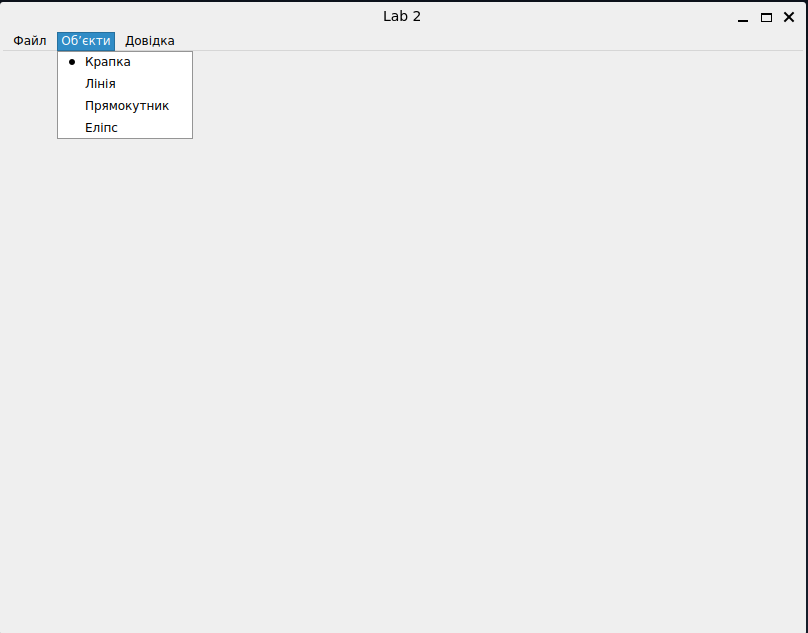 Lab 2
Файл Об’єкти Довідка
Крапка
Лінія
Прямокутник
Еліпс